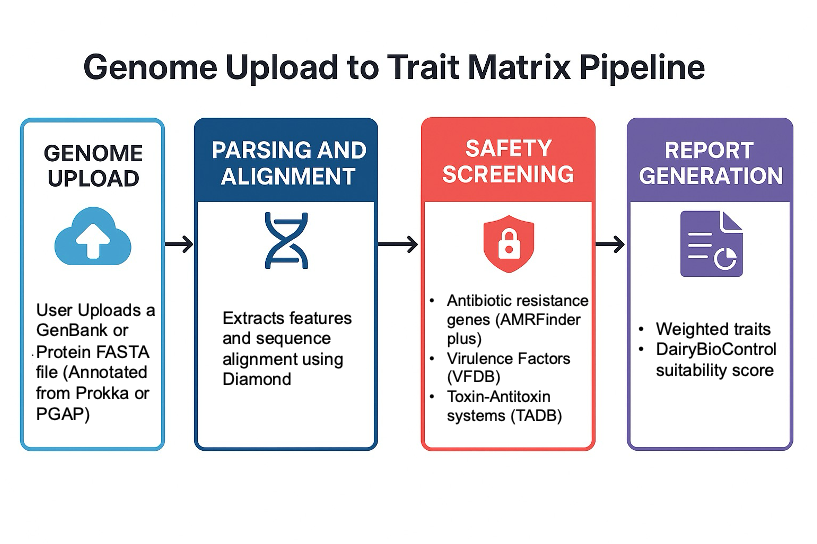 Genome Upload to Trait Matrix Pipeline
GENOME
UPLOAD
User Uploads a
GenBank or
Protein FASTA
file (Annotated
from Prokka or
PGAP)
PARSING AND
ALIGNMENT
Extracts features
and sequence
alignment using
Diamond
SAFETY
SCREENING
• Antibiotic resistance
genes (AMRFinder
plus)
• Virulence Factors
(VFDB)
• Toxin-Antitoxin
systems (TADB)
REPORT
GENERATION
• Weighted traits
• DairyBioControl
suitability score